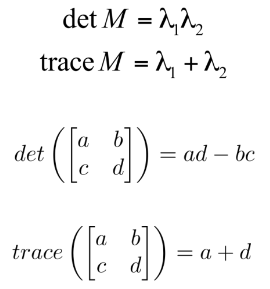 det M = λ₁λ₂
trace M = λ₁ + λ₂
det([a b
c d]) = ad − bc
trace([a b
c d]) = a + d